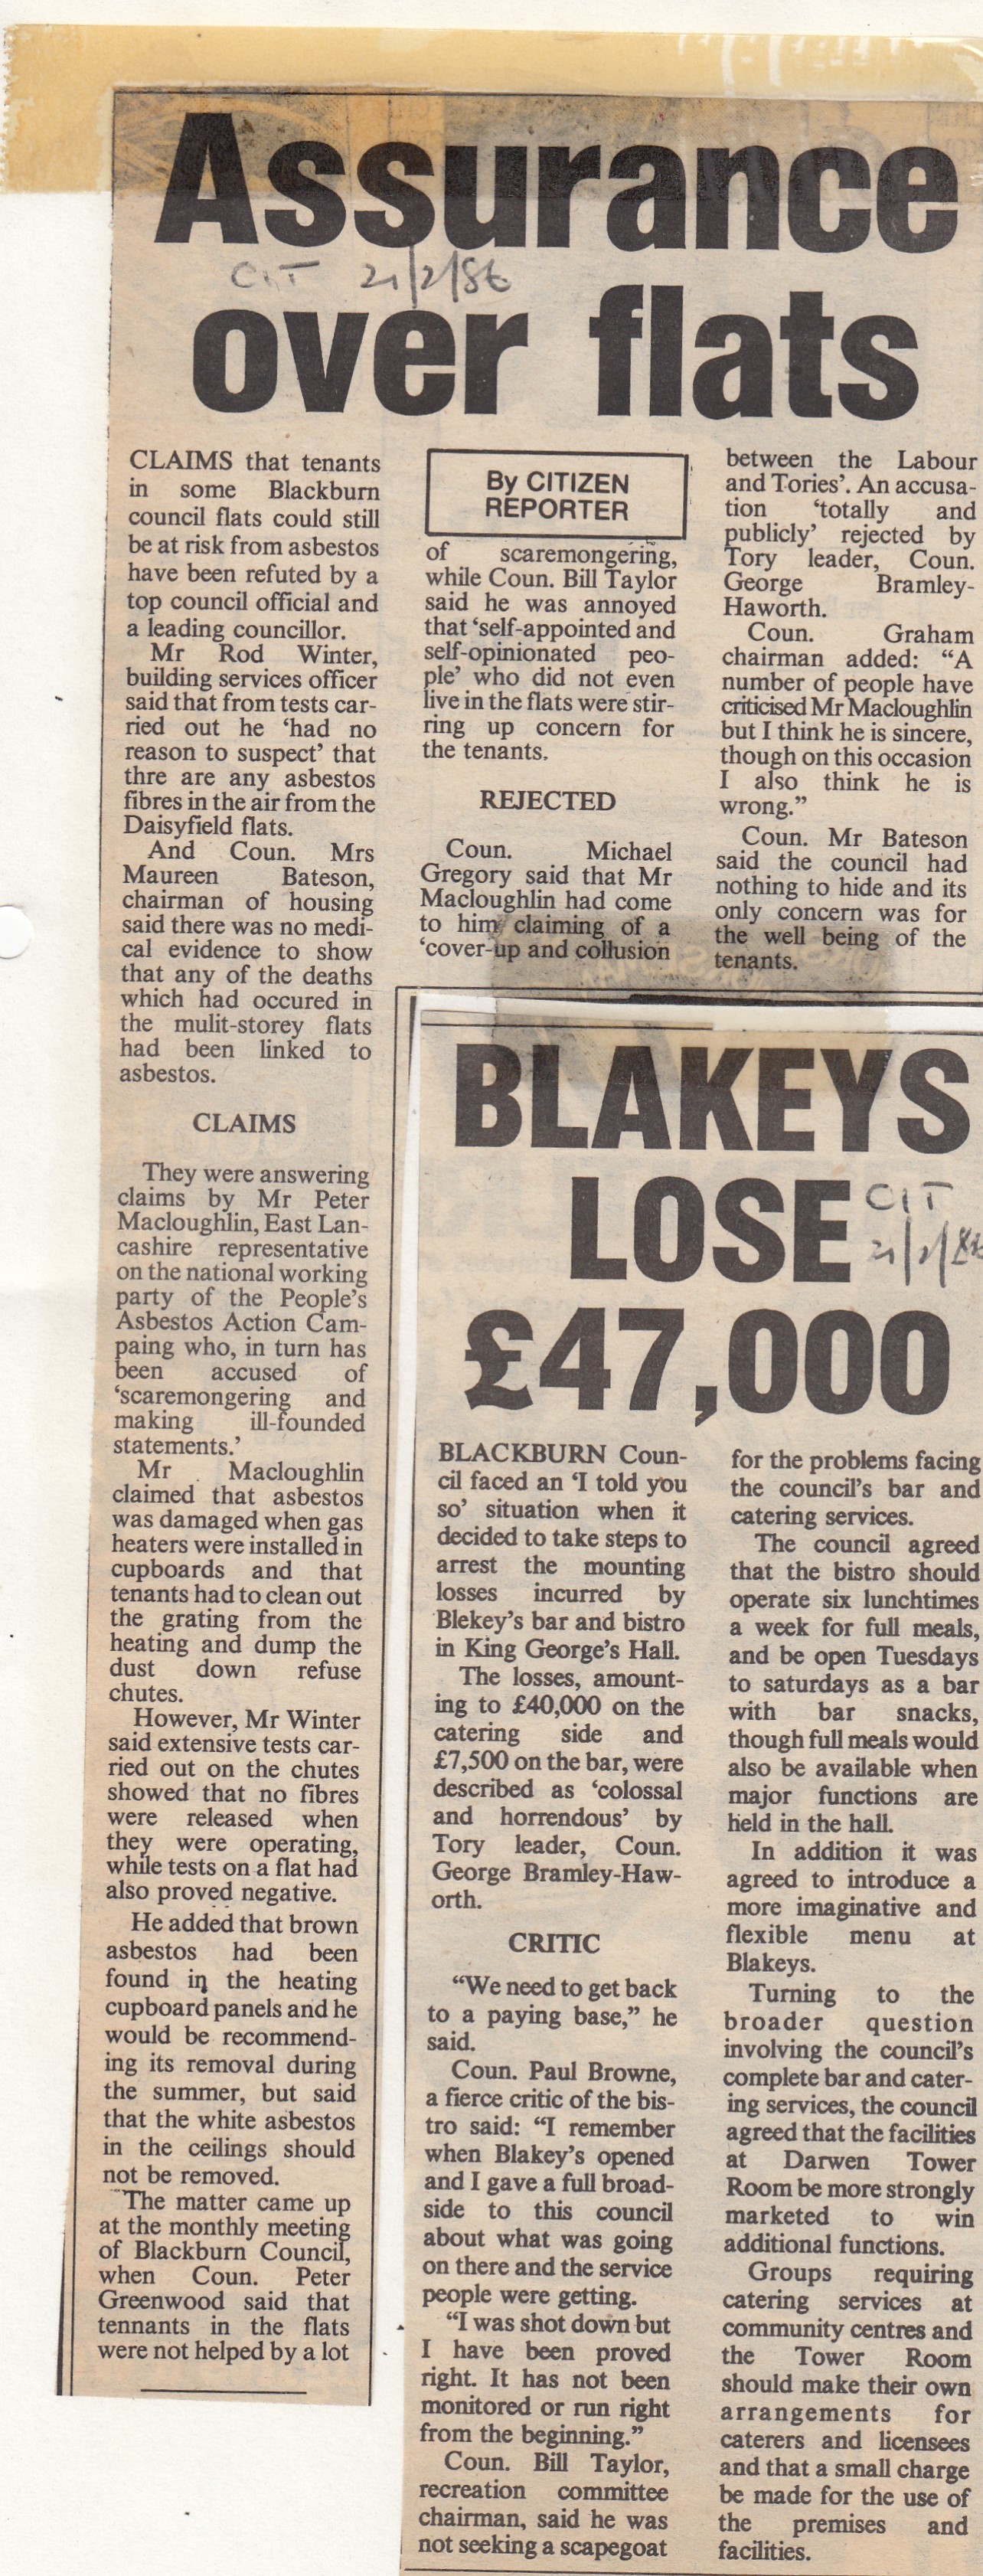 Assurance
CIT 21/2/86
over flats
CLAIMS that tenants
in some Blackburn
council flats could still
be at risk from asbestos
have been refuted by a
top council official and
a leading councillor.
Mr Rod Winter,
building services officer
said that from tests car-
ried out he ‘had no
reason to suspect’ that
thre are any asbestos
fibres in the air from the
Daisyfield flats.
And Coun. Mrs
Maureen Bateson,
chairman of housing
said there was no medi-
cal evidence to show
that any of the deaths
which had occured in
the mulit-storey flats
had been linked to
asbestos.
CLAIMS
They were answering
claims by Mr Peter
Macloughlin, East Lan-
cashire representative
on the national working
party of the People’s
Asbestos Action Cam-
paing who, in turn has
been accused of
‘scaremongering and
making ill-founded
statements.’
Mr Macloughlin
claimed that asbestos
was damaged when gas
heaters were installed in
cupboards and that
tenants had to clean out
the grating from the
heating and dump the
dust down refuse
chutes.
However, Mr Winter
said extensive tests car-
ried out on the chutes
showed that no fibres
were released when
they were operating,
while tests on a flat had
also proved negative.
He added that brown
asbestos had been
found in the heating
cupboard panels and he
would be recommend-
ing its removal during
the summer, but said
that the white asbestos
in the ceilings should
not be removed.
The matter came up
at the monthly meeting
of Blackburn Council,
when Coun. Peter
Greenwood said that
tennants in the flats
were not helped by a lot
By CITIZEN
REPORTER
of scaremongering,
while Coun. Bill Taylor
said he was annoyed
that ‘self-appointed and
self-opinionated peo-
ple’ who did not even
live in the flats were stir-
ring up concern for
the tenants.
REJECTED
Coun. Michael
Gregory said that Mr
Macloughlin had come
to him claiming of a
‘cover-up and collusion
between the Labour
and Tories’. An accusa-
tion ‘totally and
publicly’ rejected by
Tory leader, Coun.
George Bramley-
Haworth.
Coun. Graham
chairman added: “A
number of people have
criticised Mr Macloughlin
but I think he is sincere,
though on this occasion
I also think he is
wrong.”
Coun. Mr Bateson
said the council had
nothing to hide and its
only concern was for
the well being of the
tenants.
BLAKEYS
LOSE
CIT
21/2/86
£47,000
BLACKBURN Coun-
cil faced an ‘I told you
so’ situation when it
decided to take steps to
arrest the mounting
losses incurred by
Blekey’s bar and bistro
in King George’s Hall.
The losses, amount-
ing to £40,000 on the
catering side and
£7,500 on the bar, were
described as ‘colossal
and horrendous’ by
Tory leader, Coun.
George Bramley-Haw-
orth.
CRITIC
“We need to get back
to a paying base,” he
said.
Coun. Paul Browne,
a fierce critic of the bis-
tro said: “I remember
when Blakey’s opened
and I gave a full broad-
side to this council
about what was going
on there and the service
people were getting.
“I was shot down but
I have been proved
right. It has not been
monitored or run right
from the beginning.”
Coun. Bill Taylor,
recreation committee
chairman, said he was
not seeking a scapegoat
for the problems facing
the council’s bar and
catering services.
The council agreed
that the bistro should
operate six lunchtimes
a week for full meals,
and be open Tuesdays
to saturdays as a bar
with bar snacks,
though full meals would
also be available when
major functions are
held in the hall.
In addition it was
agreed to introduce a
more imaginative and
flexible menu at
Blakeys.
Turning to the
broader question
involving the council’s
complete bar and cater-
ing services, the council
agreed that the facilities
at Darwen Tower
Room be more strongly
marketed to win
additional functions.
Groups requiring
catering services at
community centres and
the Tower Room
should make their own
arrangements for
caterers and licensees
and that a small charge
be made for the use of
the premises and
facilities.